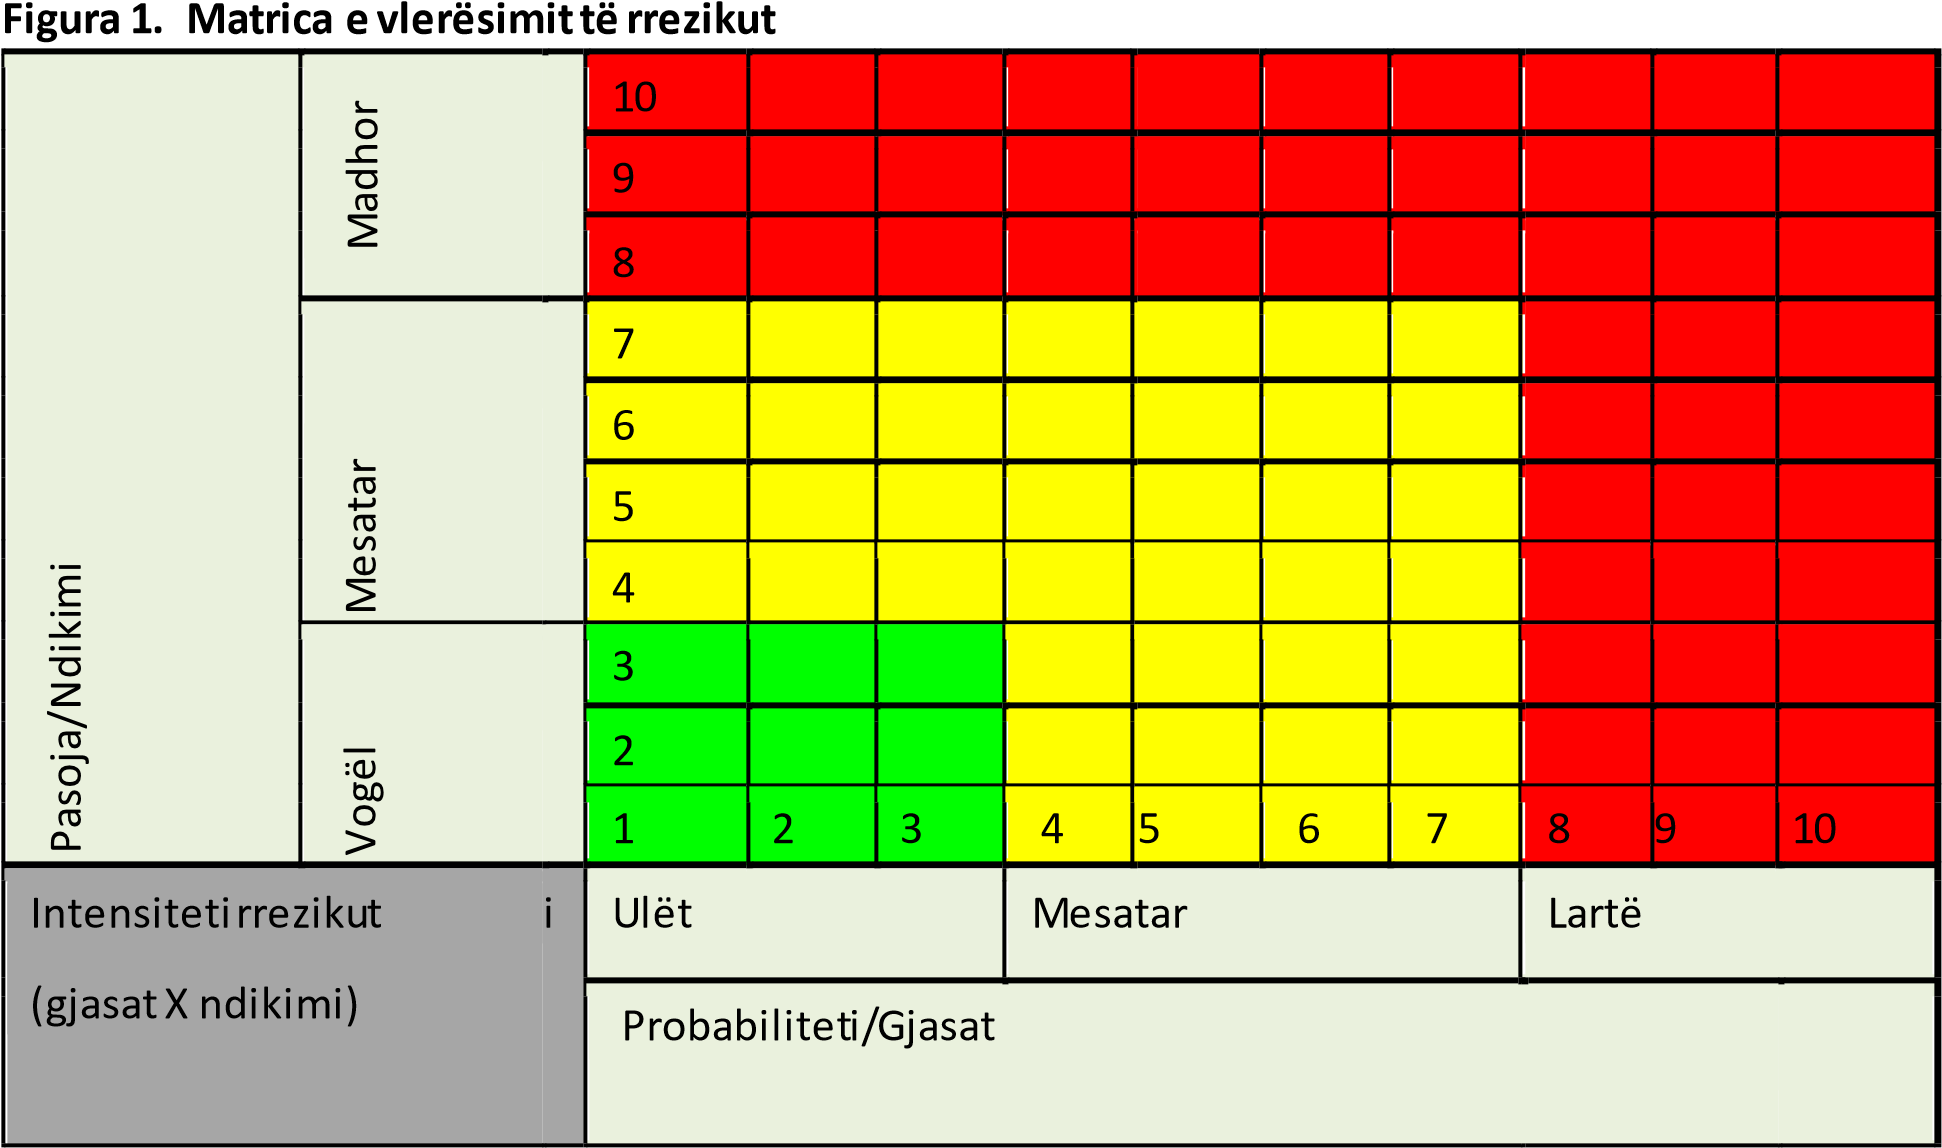 Figura 1. Matrica e vlerësimit të rrezikut
Pasoja/Ndikimi
Madhor
10
9
8
Mesatar
7
6
5
4
Vogël
3
2
1 2 3 4 5 6 7 8 9 10
Intensiteti rrezikut i
(gjasat X ndikimi)
Ulët Mesatar Lartë
Probabiliteti/Gjasat